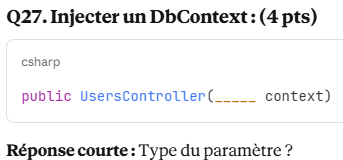 Q27. Injecter un DbContext : (4 pts)
csharp
public UsersController(_____ context)
Réponse courte : Type du paramètre ?